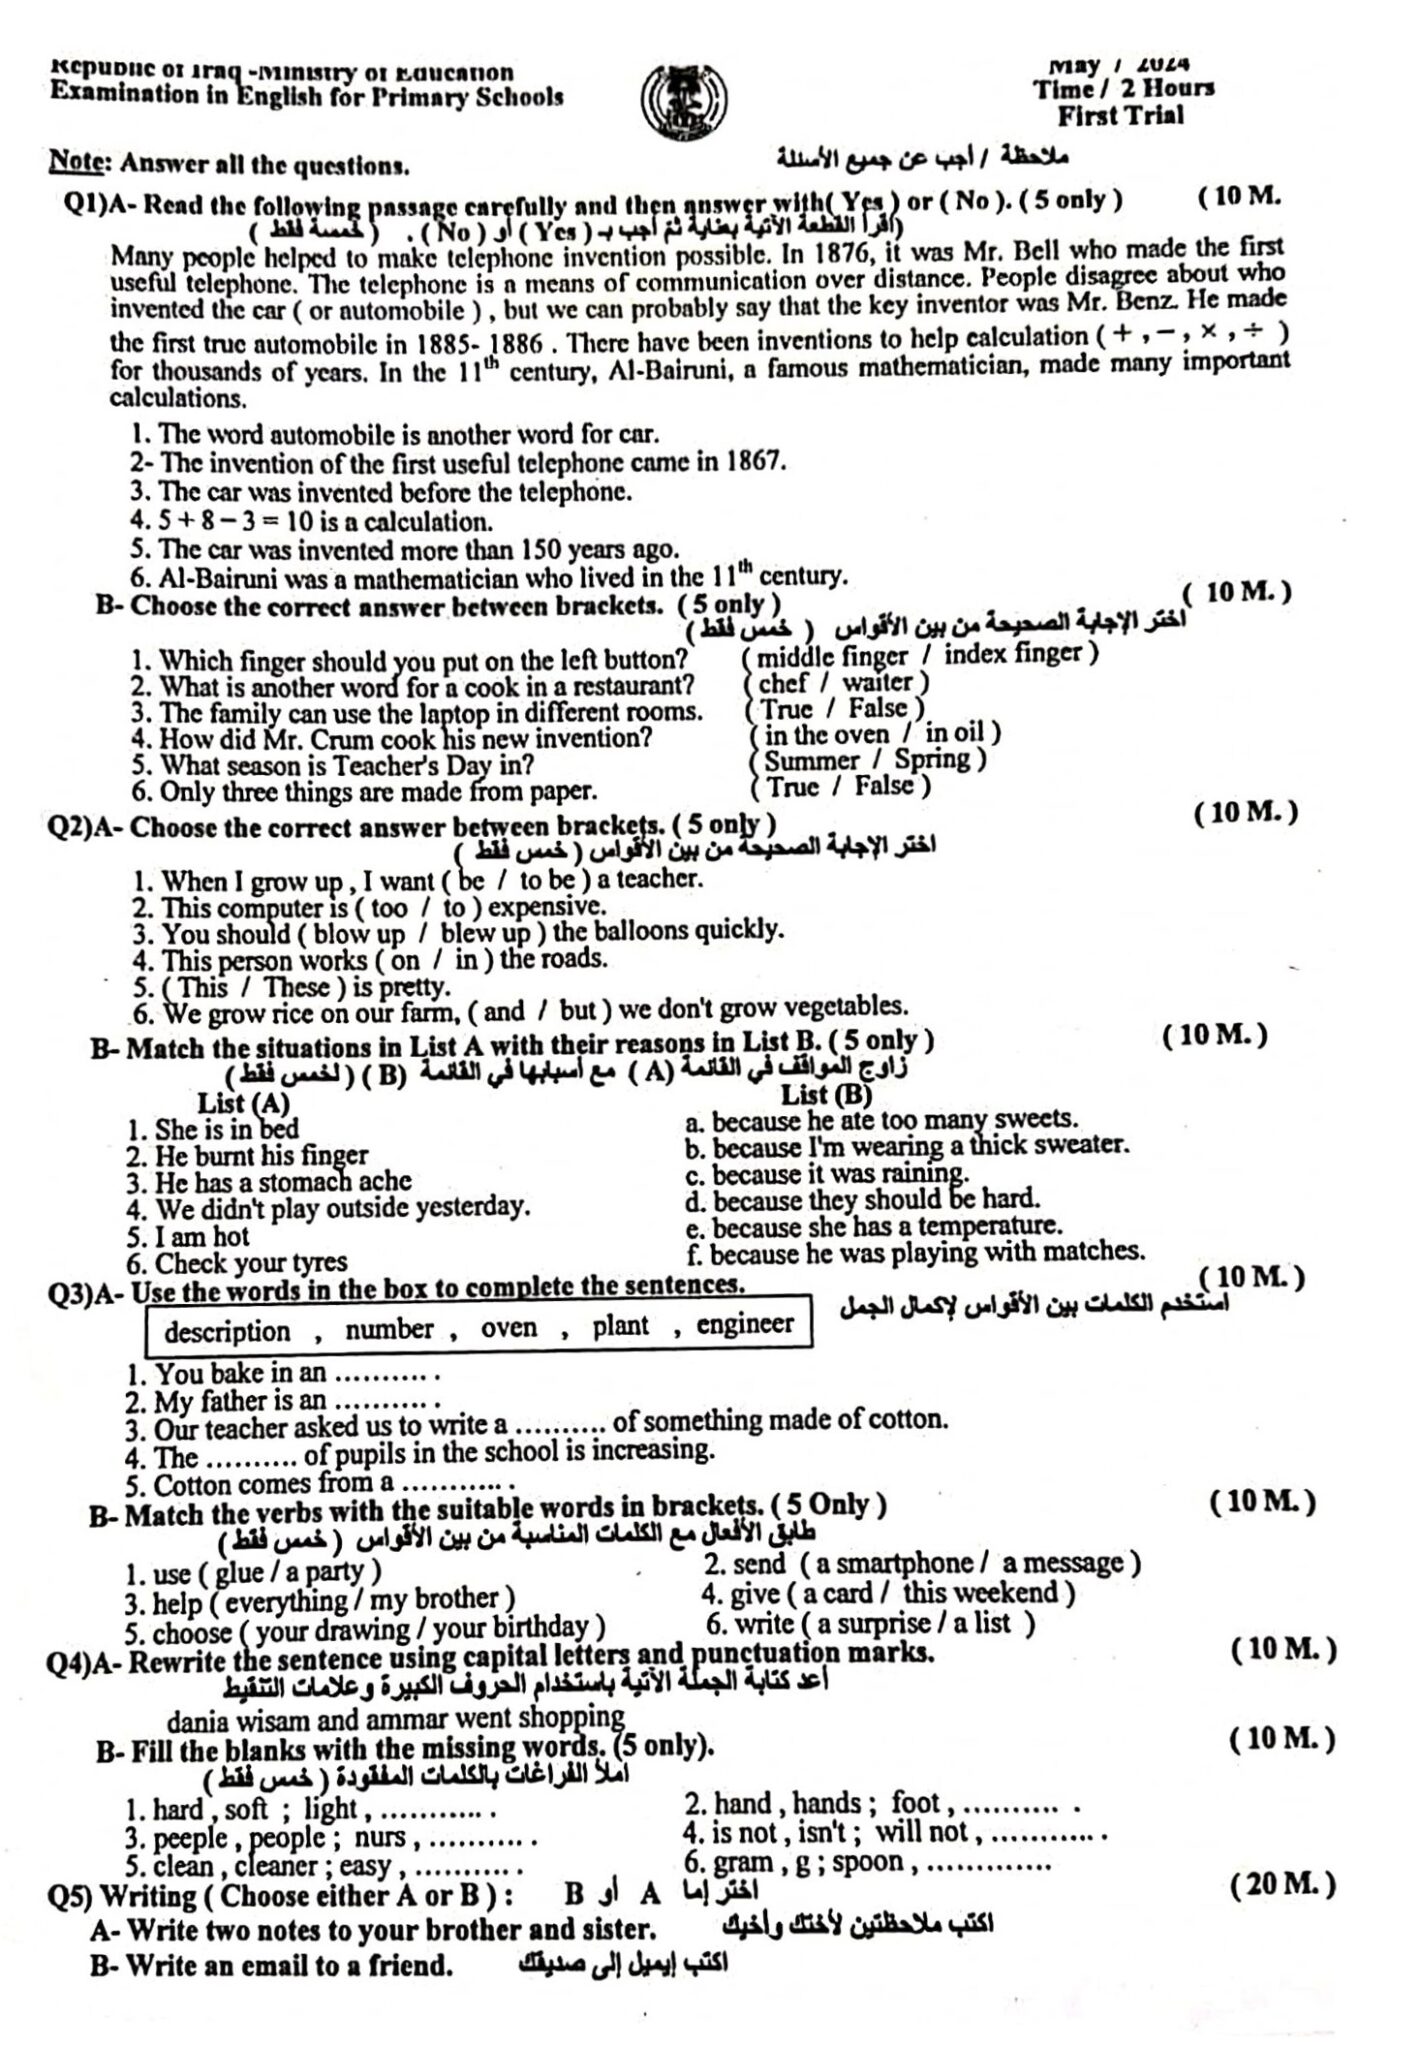 Republic of Iraq -Ministry of Education
Examination in English for Primary Schools
May / 2024
Time / 2 Hours
First Trial
Note: Answer all the questions.
ملاحظة / أجب عن جميع الأسئلة
Q1)A- Read the following passage carefully and then answer with( Yes ) or ( No ). ( 5 only ) ( 10 M.
(اقرأ القطعة الآتية بعناية ثم أجب بـ ( Yes ) أو ( No ) . ( خمسة فقط )
Many people helped to make telephone invention possible. In 1876, it was Mr. Bell who made the first
useful telephone. The telephone is a means of communication over distance. People disagree about who
invented the car ( or automobile ) , but we can probably say that the key inventor was Mr. Benz. He made
the first true automobile in 1885- 1886 . There have been inventions to help calculation ( + , − , × , ÷ )
for thousands of years. In the 11th century, Al-Bairuni, a famous mathematician, made many important
calculations.
1. The word automobile is another word for car.
2- The invention of the first useful telephone came in 1867.
3. The car was invented before the telephone.
4. 5 + 8 – 3 = 10 is a calculation.
5. The car was invented more than 150 years ago.
6. Al-Bairuni was a mathematician who lived in the 11th century.
B- Choose the correct answer between brackets. ( 5 only ) ( 10 M. )
اختر الإجابة الصحيحة من بين الأقواس ( خمس فقط )
1. Which finger should you put on the left button? ( middle finger / index finger )
2. What is another word for a cook in a restaurant? ( chef / waiter )
3. The family can use the laptop in different rooms. ( True / False )
4. How did Mr. Crum cook his new invention? ( in the oven / in oil )
5. What season is Teacher's Day in? ( Summer / Spring )
6. Only three things are made from paper. ( True / False )
Q2)A- Choose the correct answer between brackets. ( 5 only ) ( 10 M. )
اختر الإجابة الصحيحة من بين الأقواس ( خمس فقط )
1. When I grow up , I want ( be / to be ) a teacher.
2. This computer is ( too / to ) expensive.
3. You should ( blow up / blew up ) the balloons quickly.
4. This person works ( on / in ) the roads.
5. ( This / These ) is pretty.
6. We grow rice on our farm, ( and / but ) we don't grow vegetables.
B- Match the situations in List A with their reasons in List B. ( 5 only ) ( 10 M. )
زاوج المواقف في القائمة ( A ) مع أسبابها في القائمة ( B ) ( لخمس فقط )
List (A) List (B)
1. She is in bed a. because he ate too many sweets.
2. He burnt his finger b. because I'm wearing a thick sweater.
3. He has a stomach ache c. because it was raining.
4. We didn't play outside yesterday. d. because they should be hard.
5. I am hot e. because she has a temperature.
6. Check your tyres f. because he was playing with matches.
Q3)A- Use the words in the box to complete the sentences. ( 10 M. )
استخدم الكلمات بين الأقواس لإكمال الجمل
description , number , oven , plant , engineer
1. You bake in an ........... .
2. My father is an ........... .
3. Our teacher asked us to write a .......... of something made of cotton.
4. The .......... of pupils in the school is increasing.
5. Cotton comes from a ........... .
B- Match the verbs with the suitable words in brackets. ( 5 Only ) ( 10 M. )
طابق الأفعال مع الكلمات المناسبة من بين الأقواس ( خمس فقط )
1. use ( glue / a party ) 2. send ( a smartphone / a message )
3. help ( everything / my brother ) 4. give ( a card / this weekend )
5. choose ( your drawing / your birthday ) 6. write ( a surprise / a list )
Q4)A- Rewrite the sentence using capital letters and punctuation marks. ( 10 M. )
أعد كتابة الجملة الآتية باستخدام الحروف الكبيرة وعلامات التنقيط
dania wisam and ammar went shopping
B- Fill the blanks with the missing words. (5 only). ( 10 M. )
املأ الفراغات بالكلمات المفقودة ( خمس فقط )
1. hard , soft ; light , ........... . 2. hand , hands ; foot , .......... .
3. peeple , people ; nurs , ........... . 4. is not , isn't ; will not , ........... .
5. clean , cleaner ; easy , ........... . 6. gram , g ; spoon , .............
Q5) Writing ( Choose either A or B ) : اختر إما A أو B ( 20 M. )
A- Write two notes to your brother and sister. اكتب ملاحظتين لأختك وأخيك
B- Write an email to a friend. اكتب إيميل إلى صديقك